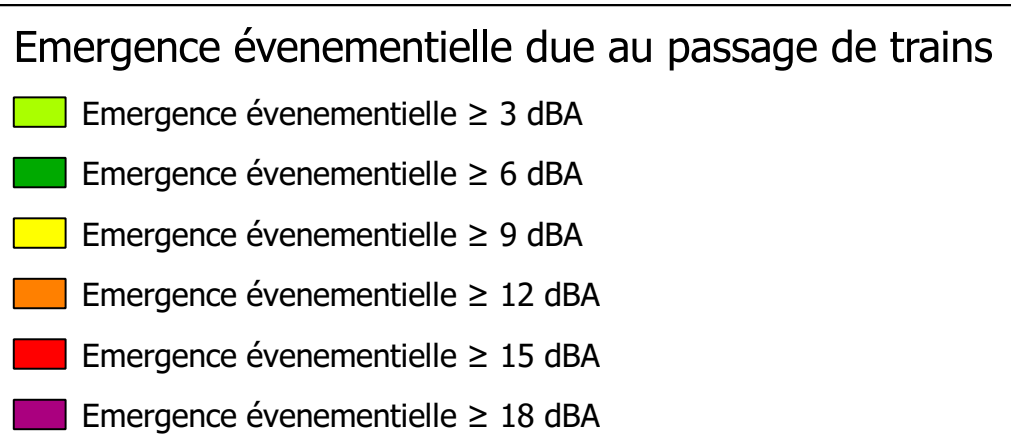 Emergence évenementielle due au passage de trains
Emergence évenementielle ≥ 3 dBA
Emergence évenementielle ≥ 6 dBA
Emergence évenementielle ≥ 9 dBA
Emergence évenementielle ≥ 12 dBA
Emergence évenementielle ≥ 15 dBA
Emergence évenementielle ≥ 18 dBA